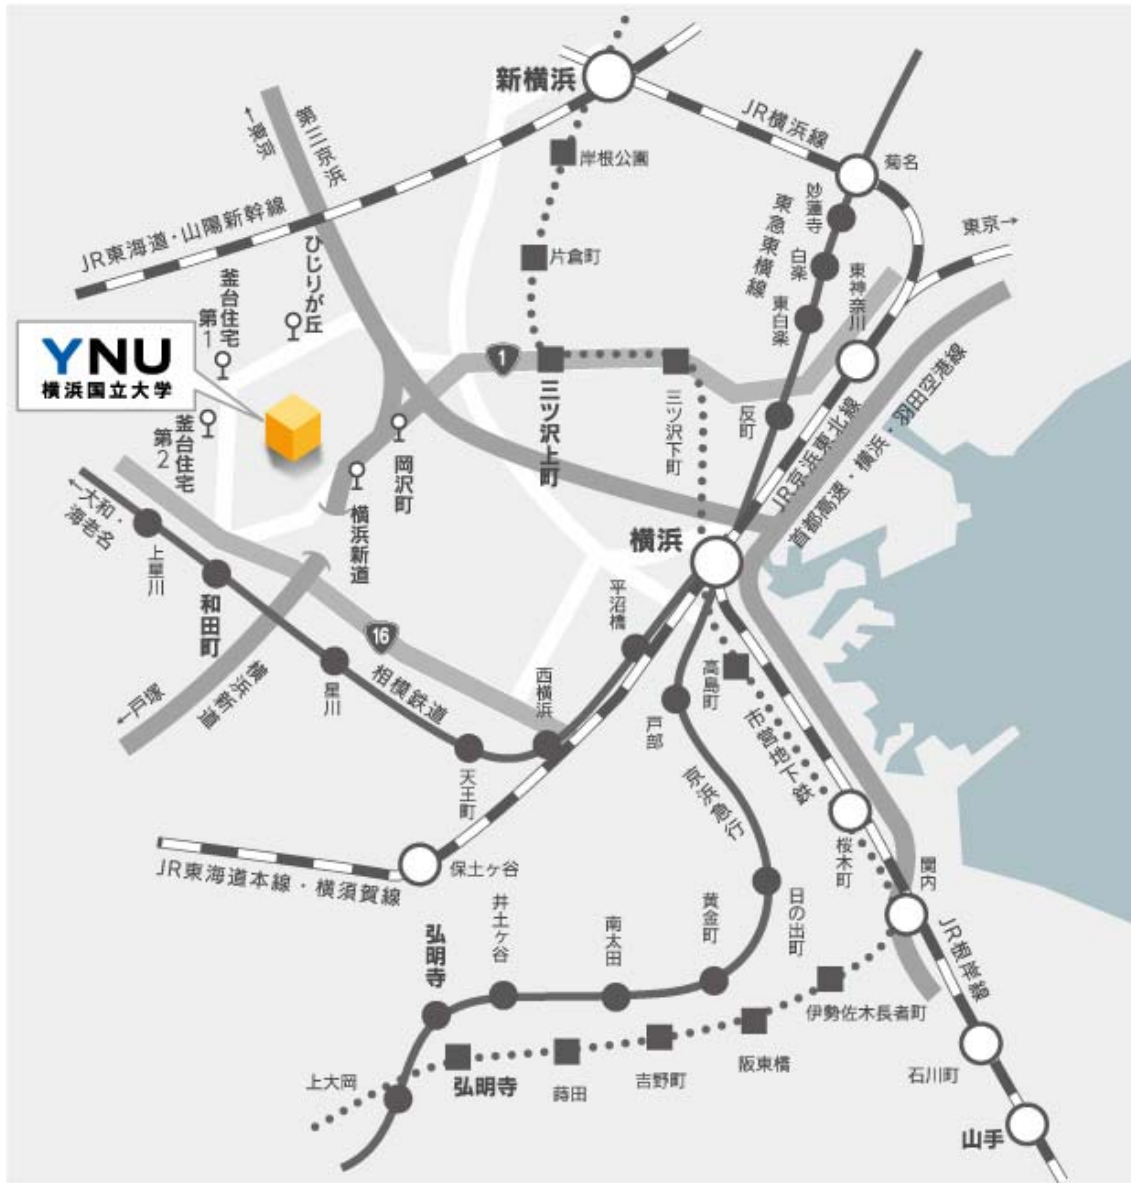 新横浜
JR横浜線
菊名
←東京
第三京浜
岸根公園
妙蓮寺
東急東横線
東京→
JR東海道・山陽新幹線
片倉町
白楽
東神奈川
ひじりが丘
釜台住宅
第1
東白楽
YNU
横浜国立大学
1
三ツ沢上町
三ツ沢下町
反町
JR京浜東北線
首都高速・横浜・羽田空港線
釜台住宅
第2
岡沢町
←大和・
海老名
横浜新道
横浜
上星川
和田町
平沼橋
16
相模鉄道
横浜新道
←戸塚
星川
西横浜
高島町
戸部
市営地下鉄
天王町
京浜急行
桜木町
関内
JR東海道本線・横須賀線
保土ヶ谷
弘明寺
井土ヶ谷
南太田
黄金町
日の出町
JR根岸線
伊勢佐木長者町
阪東橋
石川町
上大岡
弘明寺
蒔田
吉野町
山手